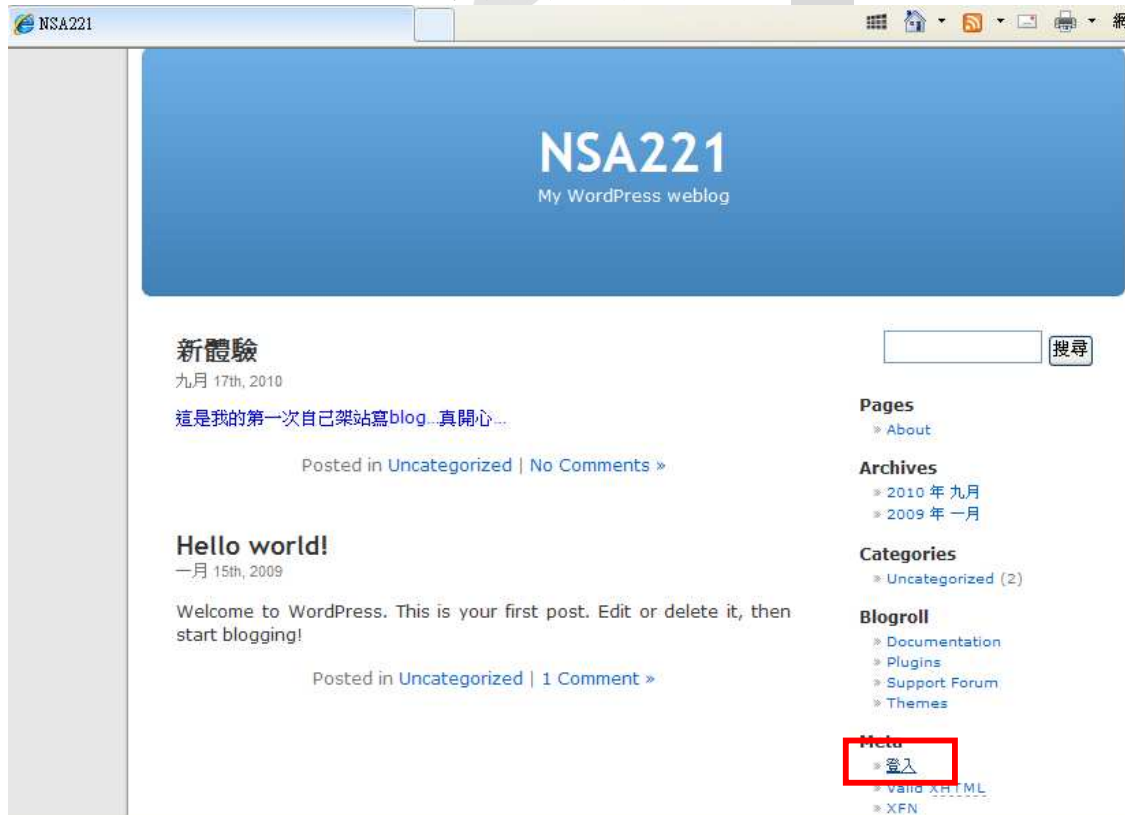 NSA221
網
NSA221
My WordPress weblog
新體驗
九月 17th, 2010
這是我的第一次自己架站寫blog...真開心...
Posted in Uncategorized | No Comments »
Hello world!
一月 15th, 2009
Welcome to WordPress. This is your first post. Edit or delete it, then
start blogging!
Posted in Uncategorized | 1 Comment »
搜尋
Pages
» About
Archives
» 2010 年 九月
» 2009 年 一月
Categories
» Uncategorized (2)
Blogroll
» Documentation
» Plugins
» Support Forum
» Themes
Meta
» 登入
» Valid XHTML
» XFN